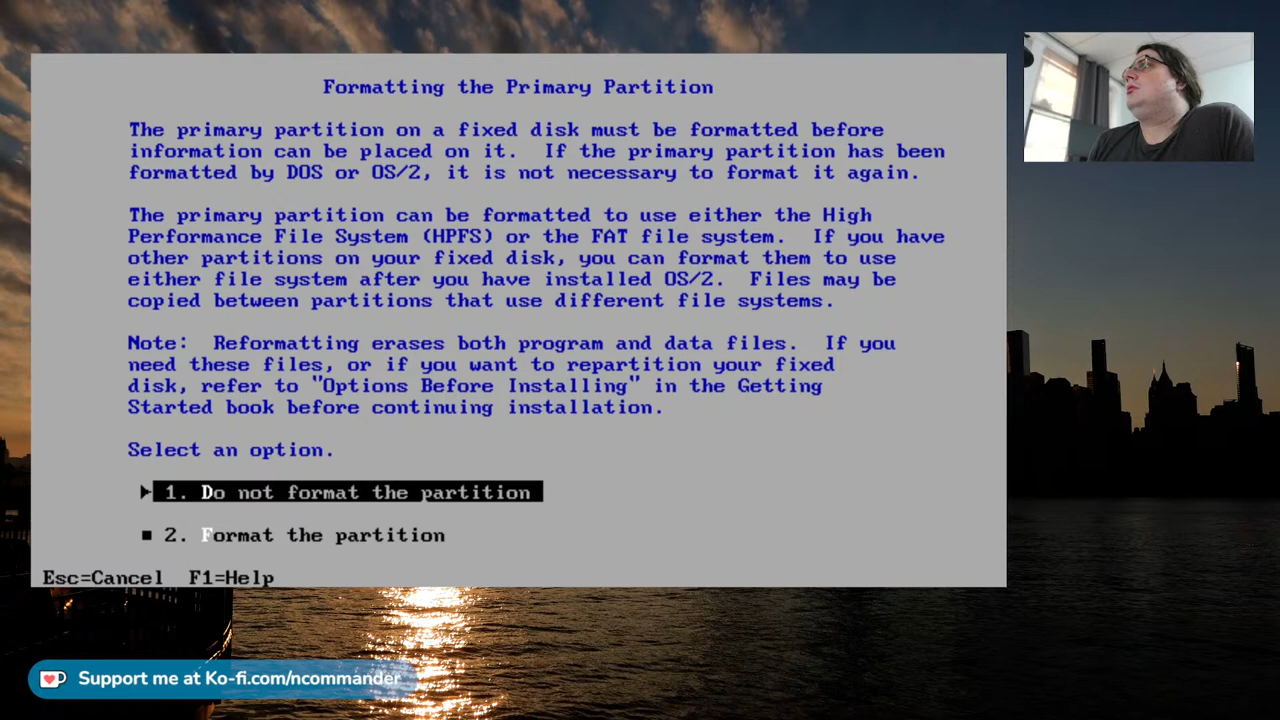 Formatting the Primary Partition
The primary partition on a fixed disk must be formatted before
information can be placed on it.  If the primary partition has been
formatted by DOS or OS/2, it is not necessary to format it again.
The primary partition can be formatted to use either the High
Performance File System (HPFS) or the FAT file system.  If you have
other partitions on your fixed disk, you can format them to use
either file system after you have installed OS/2.  Files may be
copied between partitions that use different file systems.
Note:  Reformatting erases both program and data files.  If you
need these files, or if you want to repartition your fixed
disk, refer to "Options Before Installing" in the Getting
Started book before continuing installation.
Select an option.
1. Do not format the partition
2. Format the partition
Esc=Cancel  F1=Help
Support me at Ko-fi.com/ncommander